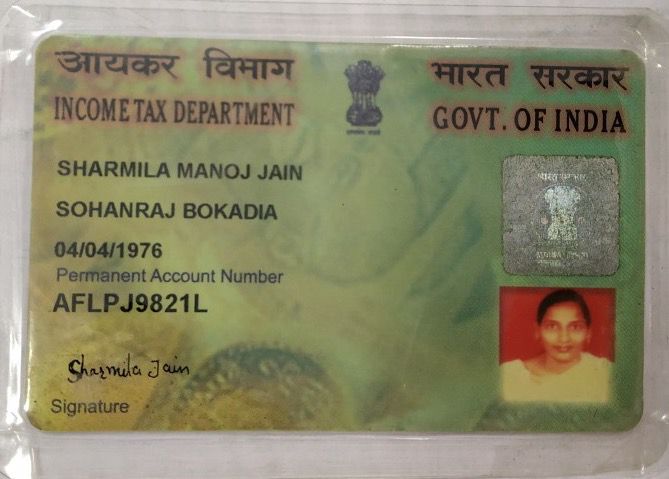 आयकर विभाग
INCOME TAX DEPARTMENT
भारत सरकार
GOVT. OF INDIA
SHARMILA MANOJ JAIN
SOHANRAJ BOKADIA
04/04/1976
Permanent Account Number
AFLPJ9821L
Sharmila Jain
Signature